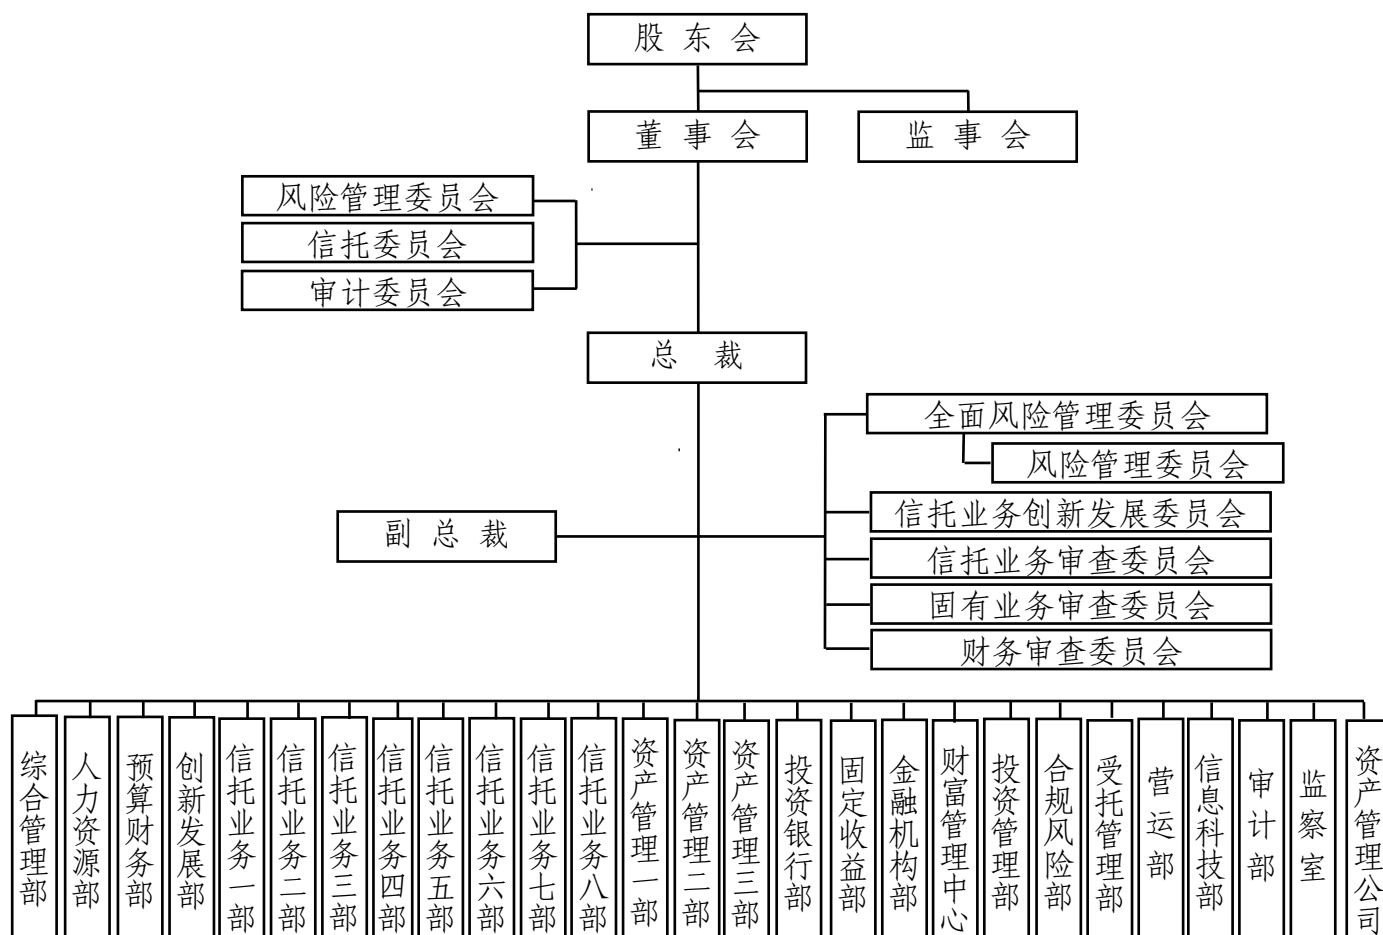 股东会
董事会
监事会
风险管理委员会
信托委员会
审计委员会
总裁
全面风险管理委员会
风险管理委员会
副总裁
信托业务创新发展委员会
信托业务审查委员会
固有业务审查委员会
财务审查委员会
综合管理部
人力资源部
预算财务部
创新发展部
信托业务一部
信托业务二部
信托业务三部
信托业务四部
信托业务五部
信托业务六部
信托业务七部
信托业务八部
资产管理一部
资产管理二部
资产管理三部
投资银行部
固定收益部
金融机构部
财富管理中心
投资管理部
合规风险部
受托管理部
营运部
信息科技部
审计部
监察室
资产管理公司